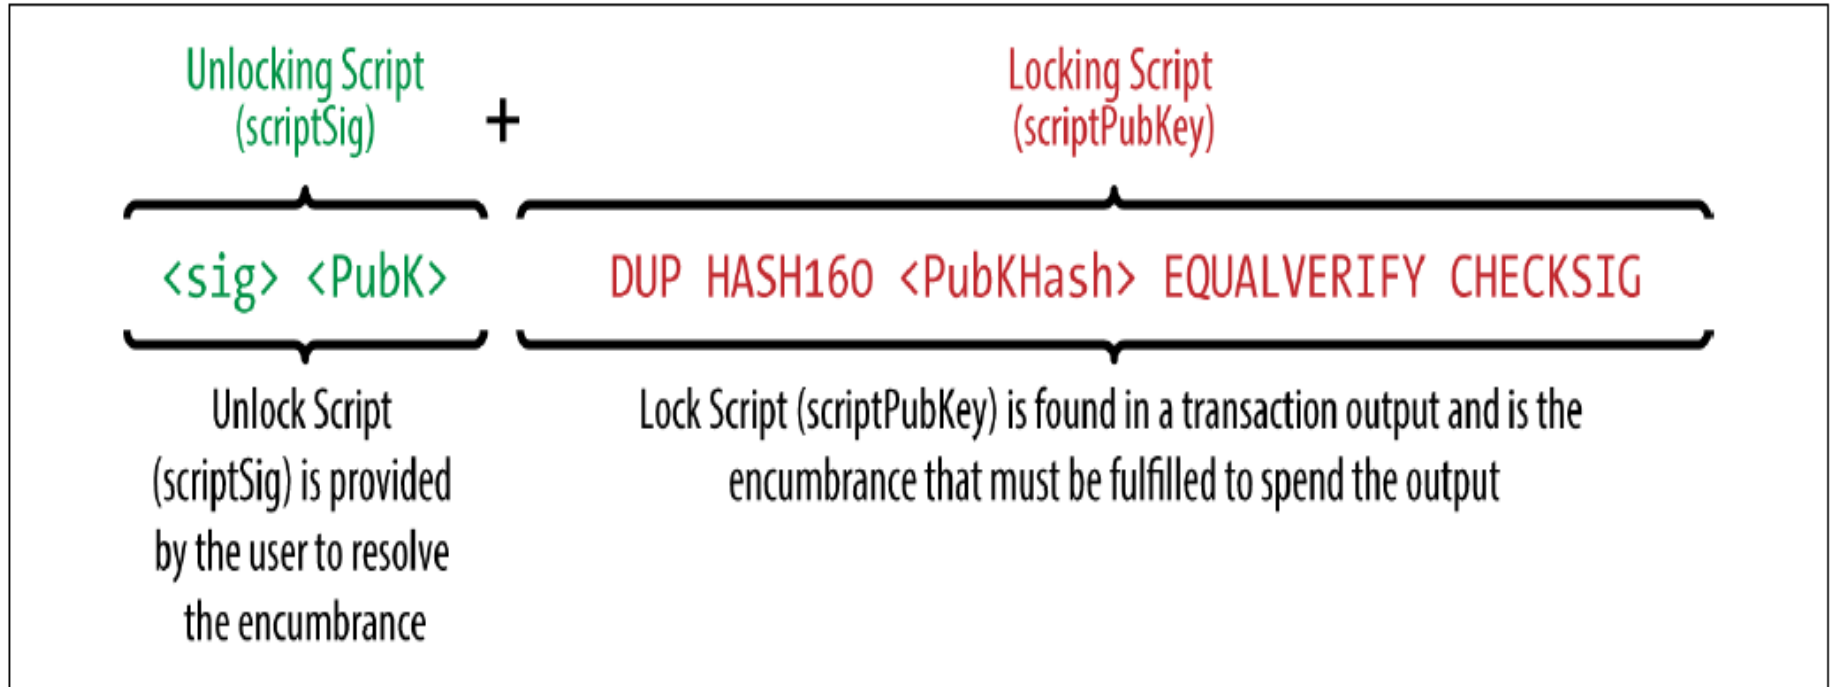 Unlocking Script
(scriptSig)
+
Locking Script
(scriptPubKey)
<sig> <PubK>
DUP HASH160 <PubKHash> EQUALVERIFY CHECKSIG
Unlock Script
(scriptSig) is provided
by the user to resolve
the encumbrance
Lock Script (scriptPubKey) is found in a transaction output and is the
encumbrance that must be fulfilled to spend the output